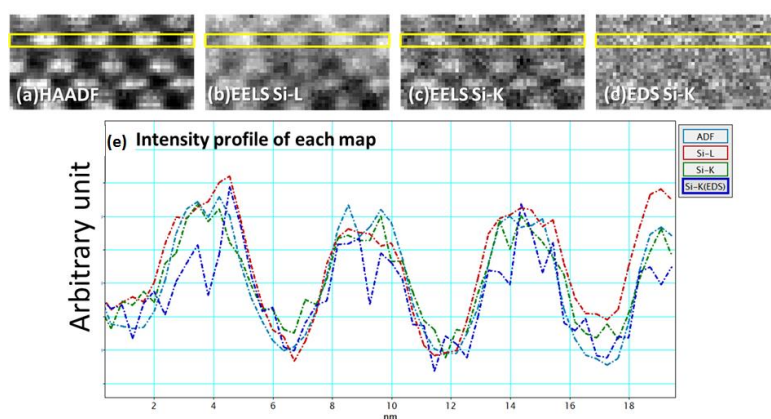 (a)HAADF
(b)EELS Si-L
(c)EELS Si-K
(d)EDS Si-K
(e) Intensity profile of each map
ADF
Si-L
Si-K
Si-K(EDS)
Arbitrary unit
2 4 6 8 10 12 14 16 18
nm